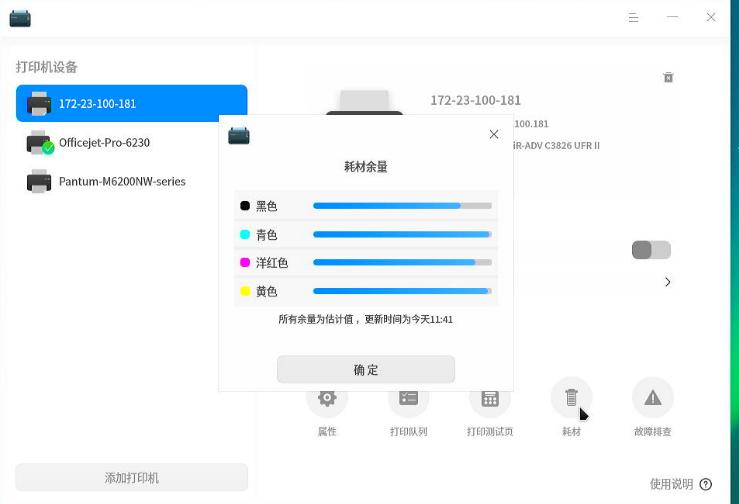 打印机设备
172-23-100-181
Officejet-Pro-6230
Pantum-M6200NW-series
添加打印机
172-23-100-181
.100.181
iR-ADV C3826 UFR II
耗材余量
黑色
青色
洋红色
黄色
所有余量为估计值，更新时间为今天11:41
确定
属性
打印队列
打印测试页
耗材
故障排查
使用说明